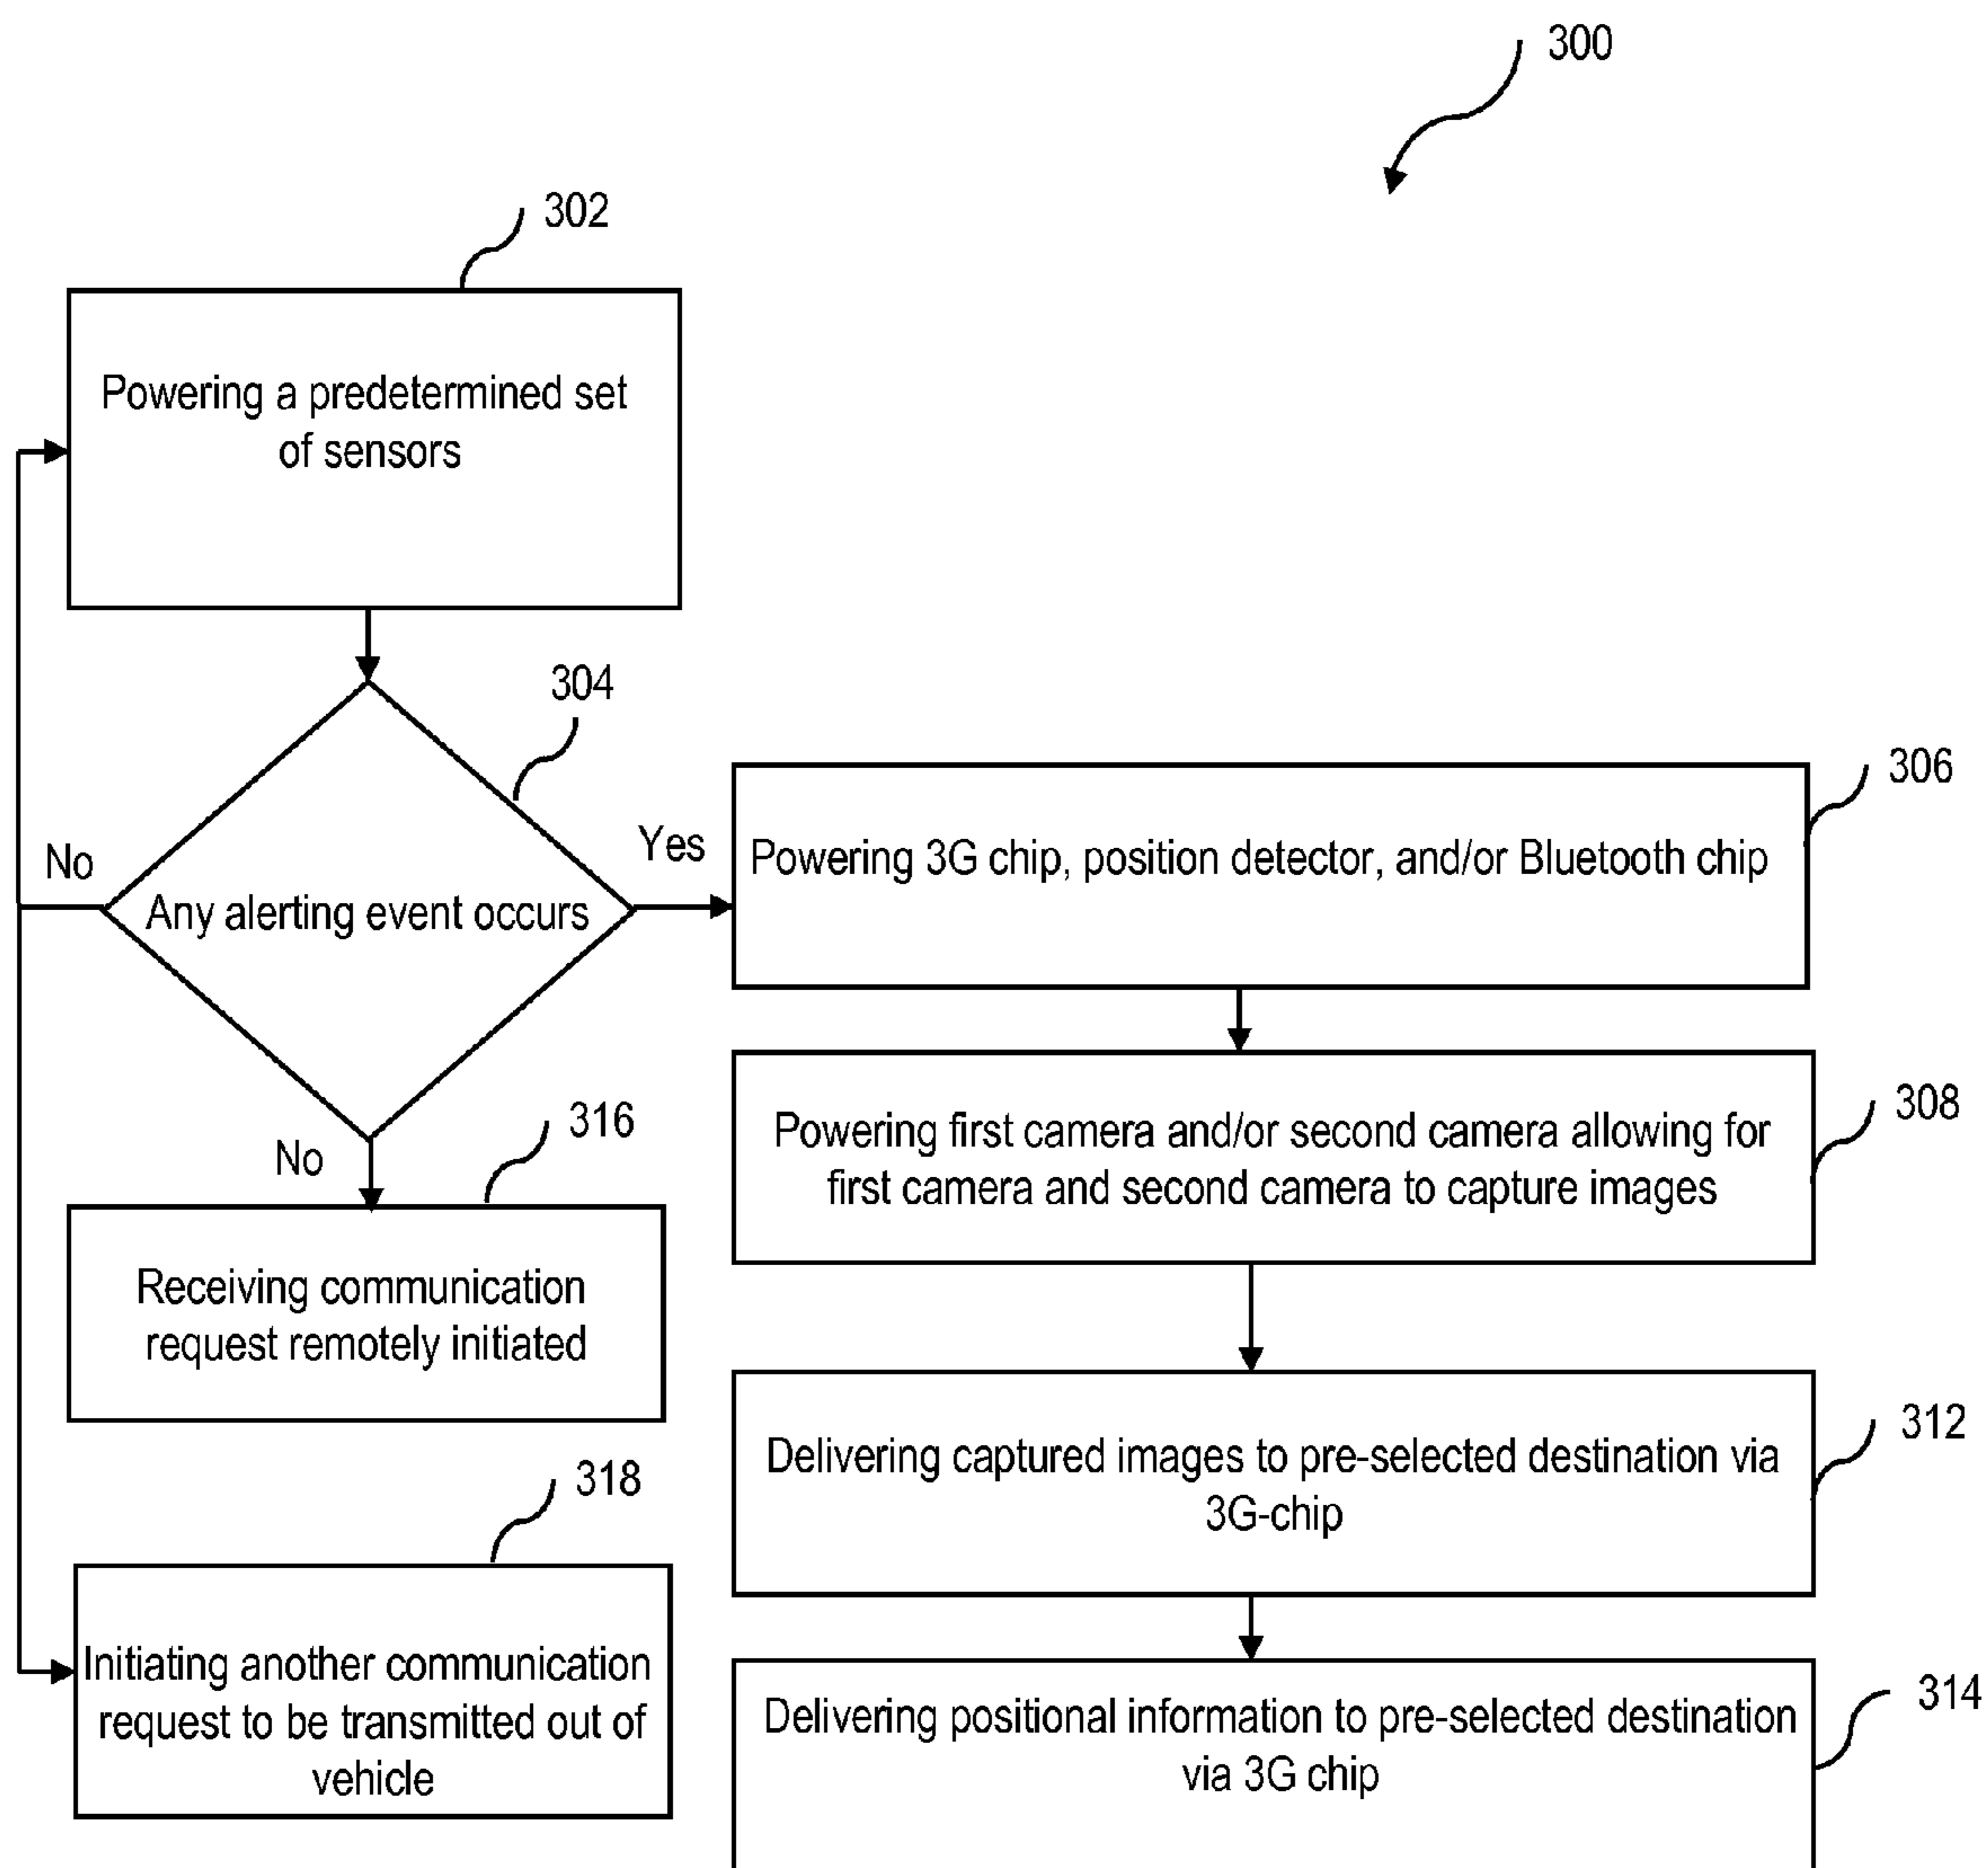 300
302
Powering a predetermined set
of sensors
304
No
Any alerting event occurs
Yes
306
Powering 3G chip, position detector, and/or Bluetooth chip
308
Powering first camera and/or second camera allowing for
first camera and second camera to capture images
No
316
Receiving communication
request remotely initiated
312
Delivering captured images to pre-selected destination via
3G-chip
318
Initiating another communication
request to be transmitted out of
vehicle
314
Delivering positional information to pre-selected destination
via 3G chip